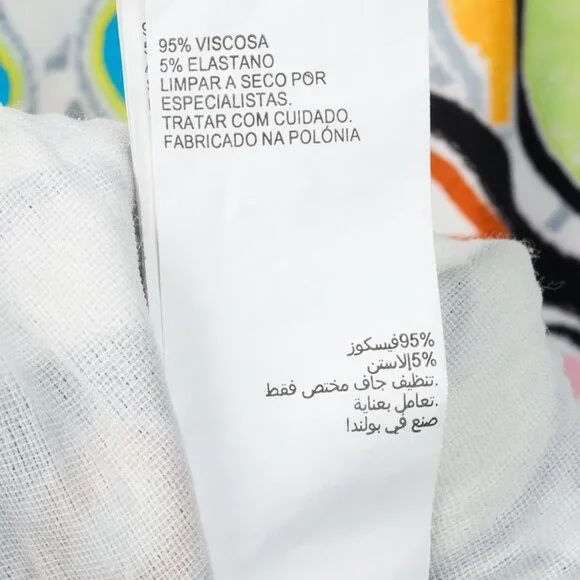 95% VISCOSA
5% ELASTANO
LIMPAR A SECO POR
ESPECIALISTAS.
TRATAR COM CUIDADO.
FABRICADO NA POLÓNIA
95%فيسكوز
5%إلاستن
تنظيف جاف مختص فقط.
تعامل بعناية.
صنع في بولندا